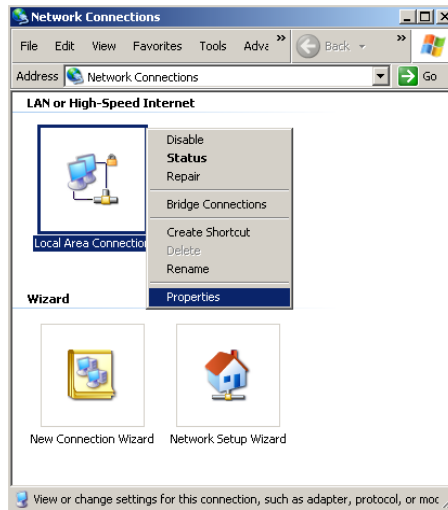 Network Connections
File Edit View Favorites Tools Adva » Back »
Address Network Connections Go
LAN or High-Speed Internet
Local Area Connection
Disable
Status
Repair
Bridge Connections
Create Shortcut
Delete
Rename
Properties
Wizard
New Connection Wizard Network Setup Wizard
View or change settings for this connection, such as adapter, protocol, or moc